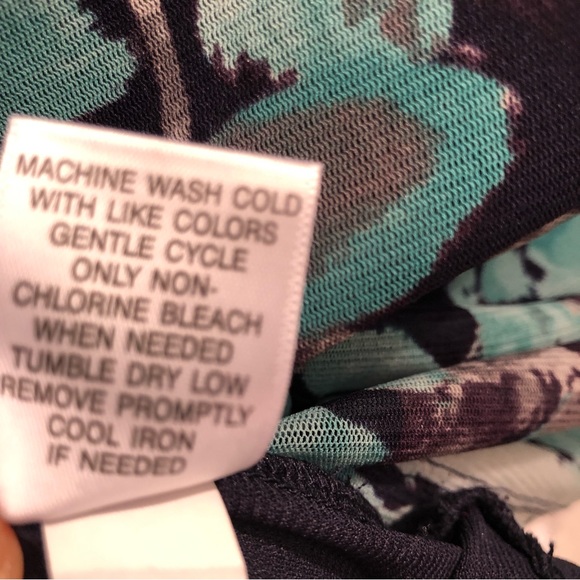 MACHINE WASH COLD
WITH LIKE COLORS
GENTLE CYCLE
ONLY NON-
CHLORINE BLEACH
WHEN NEEDED
TUMBLE DRY LOW
REMOVE PROMPTLY
COOL IRON
IF NEEDED